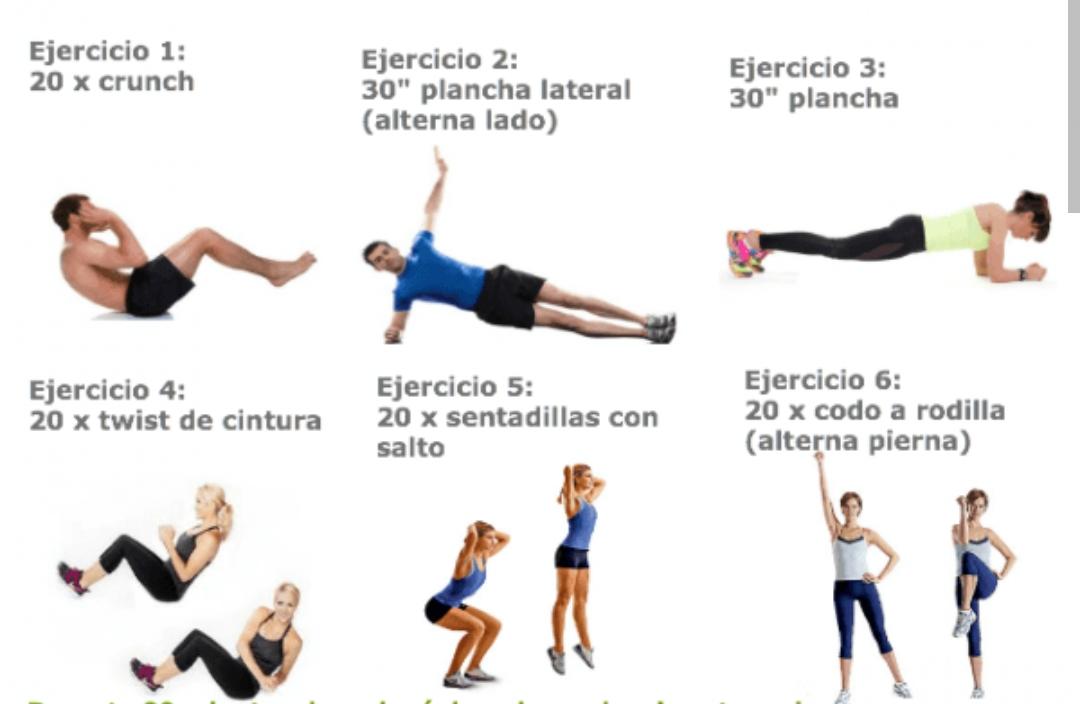 Ejercicio 1:
20 x crunch
Ejercicio 2:
30" plancha lateral
(alterna lado)
Ejercicio 3:
30" plancha
Ejercicio 4:
20 x twist de cintura
Ejercicio 5:
20 x sentadillas con
salto
Ejercicio 6:
20 x codo a rodilla
(alterna pierna)